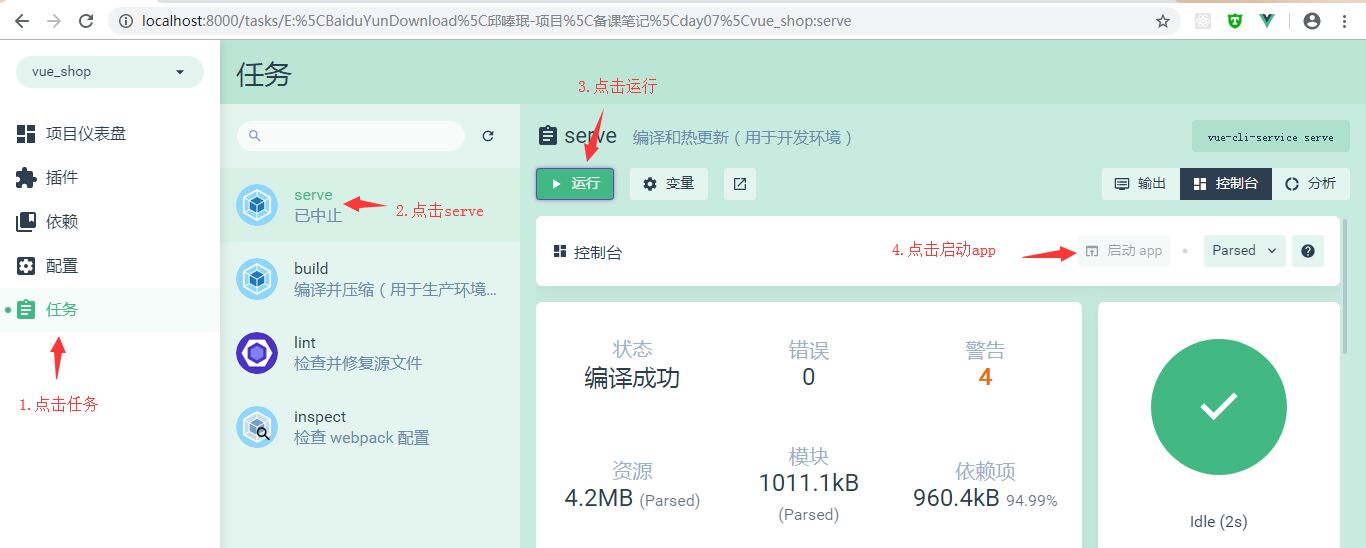 localhost:8000/tasks/E:%5CBaiduYunDownload%5C邱嗪珉-项目%5C备课笔记%5Cday07%5Cvue_shop:serve
vue_shop
任务
3.点击运行
项目仪表盘
插件
依赖
配置
任务
1.点击任务
serve
已中止
2.点击serve
build
编译并压缩（用于生产环境...
lint
检查并修复源文件
inspect
检查 webpack 配置
serve 编译和热更新（用于开发环境）
vue-cli-service serve
运行
变量
输出
控制台
分析
控制台
4.点击启动app
启动 app
Parsed
状态
编译成功
错误
0
警告
4
资源
4.2MB (Parsed)
模块
1011.1kB
(Parsed)
依赖项
960.4kB 94.99%
Idle (2s)